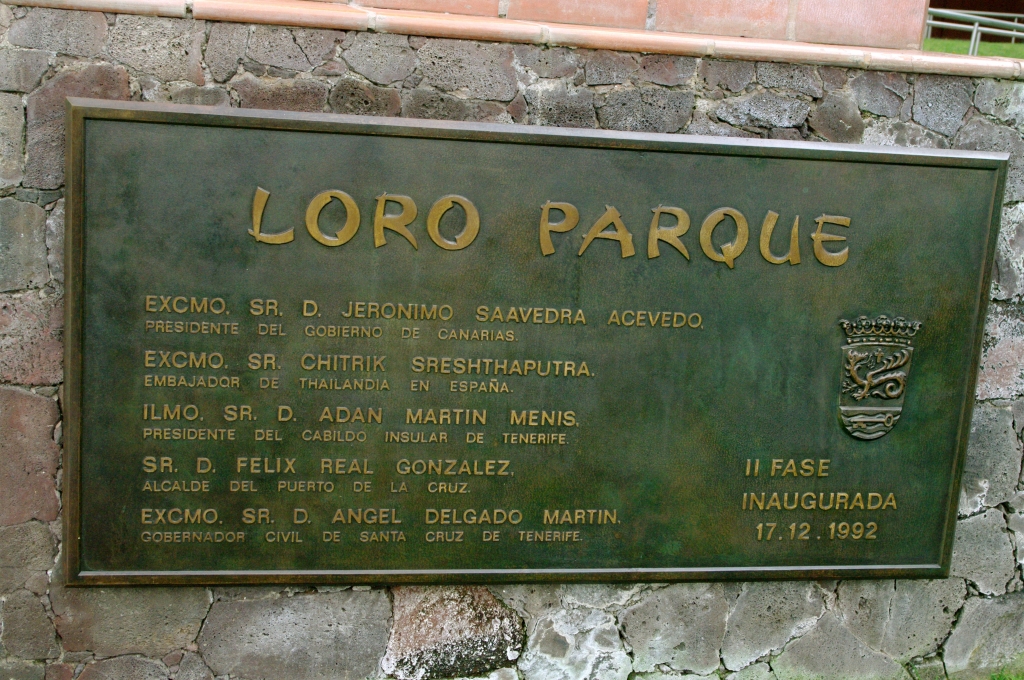 LORO PARQUE
EXCMO. SR. D. JERONIMO SAAVEDRA ACEVEDO,
PRESIDENTE DEL GOBIERNO DE CANARIAS.
EXCMO. SR. CHITRIK SRESHTHAPUTRA.
EMBAJADOR DE THAILANDIA EN ESPAÑA.
ILMO. SR. D. ADAN MARTIN MENIS,
PRESIDENTE DEL CABILDO INSULAR DE TENERIFE.
SR. D. FELIX REAL GONZALEZ,
ALCALDE DEL PUERTO DE LA CRUZ.
EXCMO. SR. D. ANGEL DELGADO MARTIN.
GOBERNADOR CIVIL DE SANTA CRUZ DE TENERIFE.
II FASE
INAUGURADA
17.12.1992